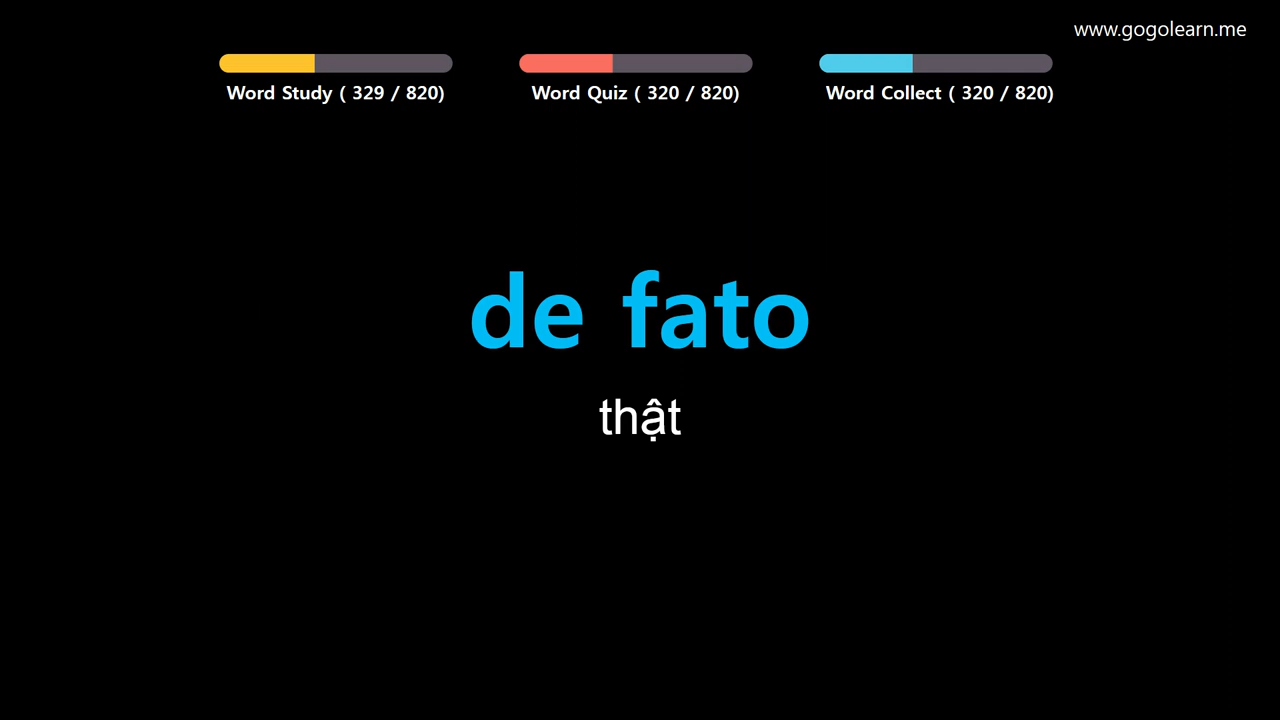 www.gogolearn.me
Word Study ( 329 / 820)
Word Quiz ( 320 / 820)
Word Collect ( 320 / 820)
de fato
thật